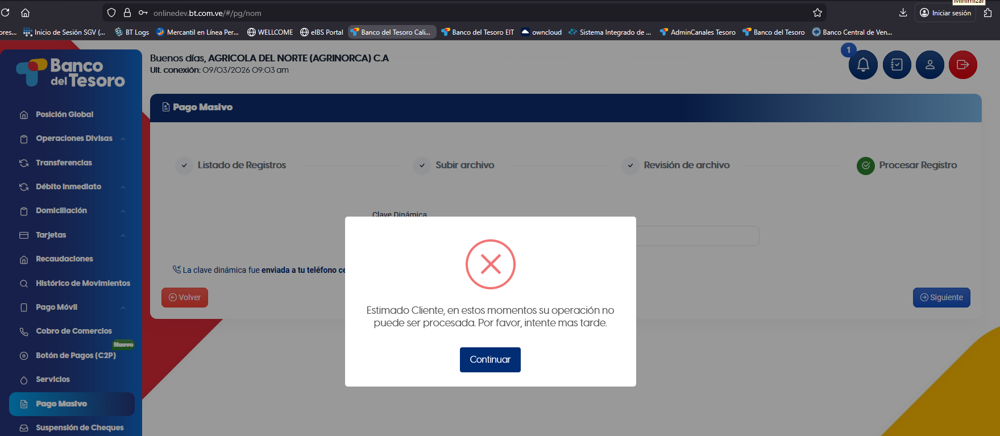 Minimizar
onlinedev.bt.com.ve/#/pg/nom
Iniciar sesión
ores...
Inicio de Sesión SGV (...
BT Logs
Mercantil en Línea Per...
WELLCOME
eIBS Portal
Banco del Tesoro Cali...
Banco del Tesoro EIT
owncloud
Sistema Integrado de ...
AdminCanales Tesoro
Banco del Tesoro
Banco Central de Ven...
Banco
del Tesoro
Buenos días, AGRICOLA DEL NORTE (AGRINORCA) C.A
Ult. conexión: 09/03/2026 09:03 am
1
Posición Global
Operaciones Divisas
Transferencias
Débito Inmediato
Domiciliación
Tarjetas
Recaudaciones
Histórico de Movimientos
Pago Móvil
Cobro de Comercios
Nuevo
Botón de Pagos (C2P)
Servicios
Pago Masivo
Suspensión de Cheques
Pago Masivo
Listado de Registros
Subir archivo
Revisión de archivo
Procesar Registro
Clave Dinámica
La clave dinámica fue enviada a tu teléfono ce
Volver
Siguiente
Estimado Cliente, en estos momentos su operación no
puede ser procesada. Por favor, intente mas tarde.
Continuar